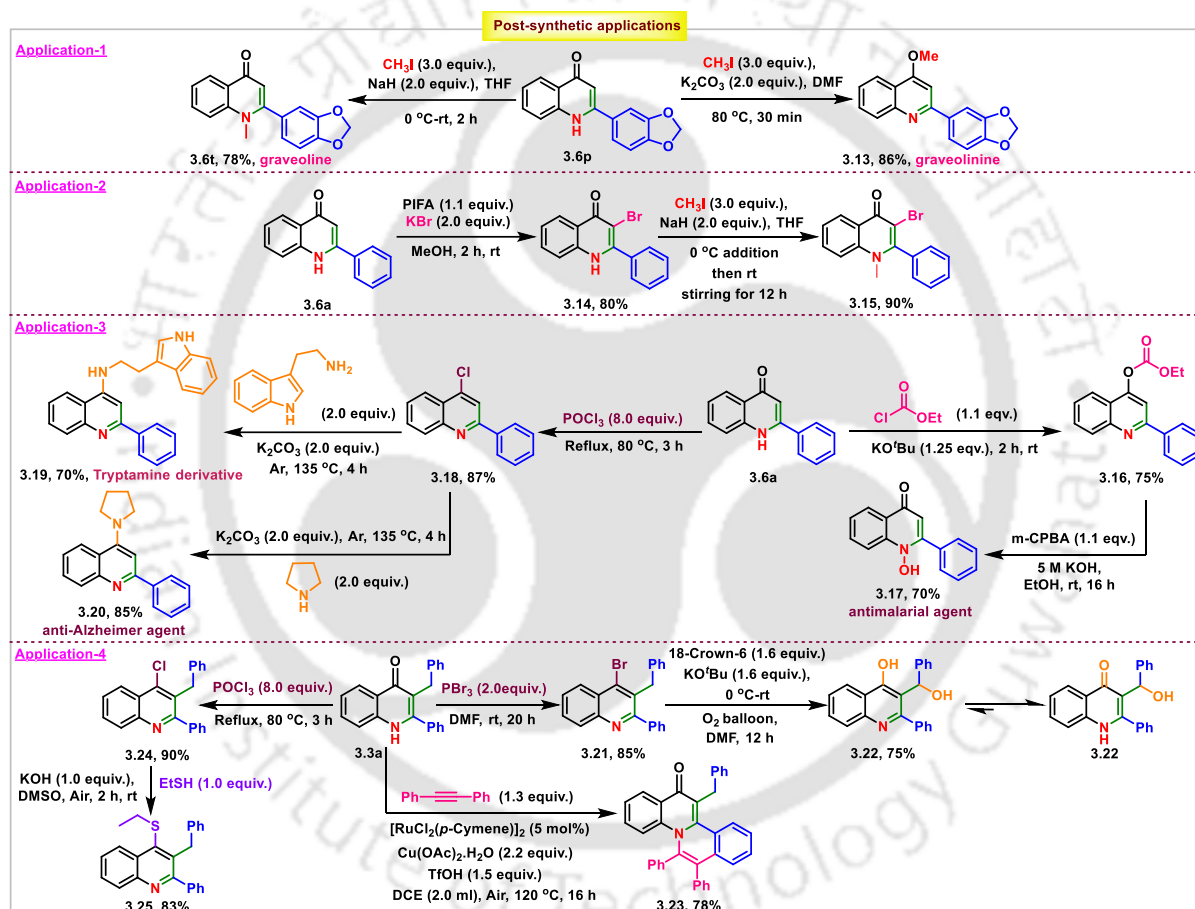 Post-synthetic applications
Application-1
CH3I (3.0 equiv.),
NaH (2.0 equiv.), THF
0 °C-rt, 2 h
CH3I (3.0 equiv.),
K2CO3 (2.0 equiv.), DMF
80 °C, 30 min
3.6t, 78%, graveoline
3.6p
3.13, 86%, graveolinine
Application-2
PIFA (1.1 equiv.)
KBr (2.0 equiv.)
MeOH, 2 h, rt
CH3I (3.0 equiv.),
NaH (2.0 equiv.), THF
0 °C addition
then rt
stirring for 12 h
3.6a
3.14, 80%
3.15, 90%
Application-3
(2.0 equiv.)
K2CO3 (2.0 equiv.)
Ar, 135 °C, 4 h
POCl3 (8.0 equiv.)
Reflux, 80 °C, 3 h
(1.1 eqv.)
KOtBu (1.25 eqv.), 2 h, rt
3.19, 70%, Tryptamine derivative
3.18, 87%
3.6a
3.16, 75%
K2CO3 (2.0 equiv.), Ar, 135 °C, 4 h
(2.0 equiv.)
m-CPBA (1.1 eqv.)
5 M KOH,
EtOH, rt, 16 h
3.20, 85%
anti-Alzheimer agent
3.17, 70%
antimalarial agent
Application-4
POCl3 (8.0 equiv.)
Reflux, 80 °C, 3 h
PBr3 (2.0equiv.)
DMF, rt, 20 h
18-Crown-6 (1.6 equiv.)
KOtBu (1.6 equiv.),
0 °C-rt
O2 balloon,
DMF, 12 h
3.24, 90%
3.3a
3.21, 85%
3.22, 75%
3.22
KOH (1.0 equiv.),
DMSO, Air, 2 h, rt
EtSH (1.0 equiv.)
Ph Ph (1.3 equiv.)
[RuCl2(p-Cymene)]2 (5 mol%)
Cu(OAc)2.H2O (2.2 equiv.)
TfOH (1.5 equiv.)
DCE (2.0 ml), Air, 120 °C, 16 h
3.25, 83%
3.23, 78%